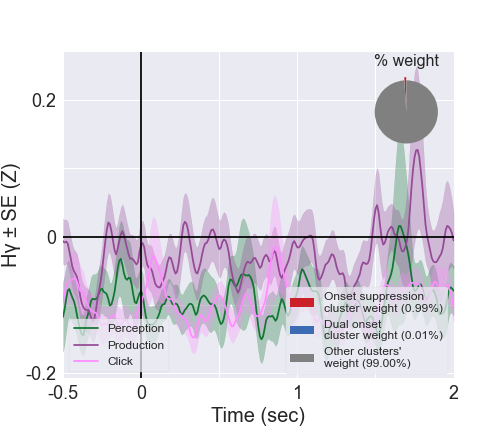 % weight
Hγ ± SE (Z)
0.2
0
-0.2
Perception
Production
Click
Onset suppression
cluster weight (0.99%)
Dual onset
cluster weight (0.01%)
Other clusters'
weight (99.00%)
-0.5
0
1
2
Time (sec)